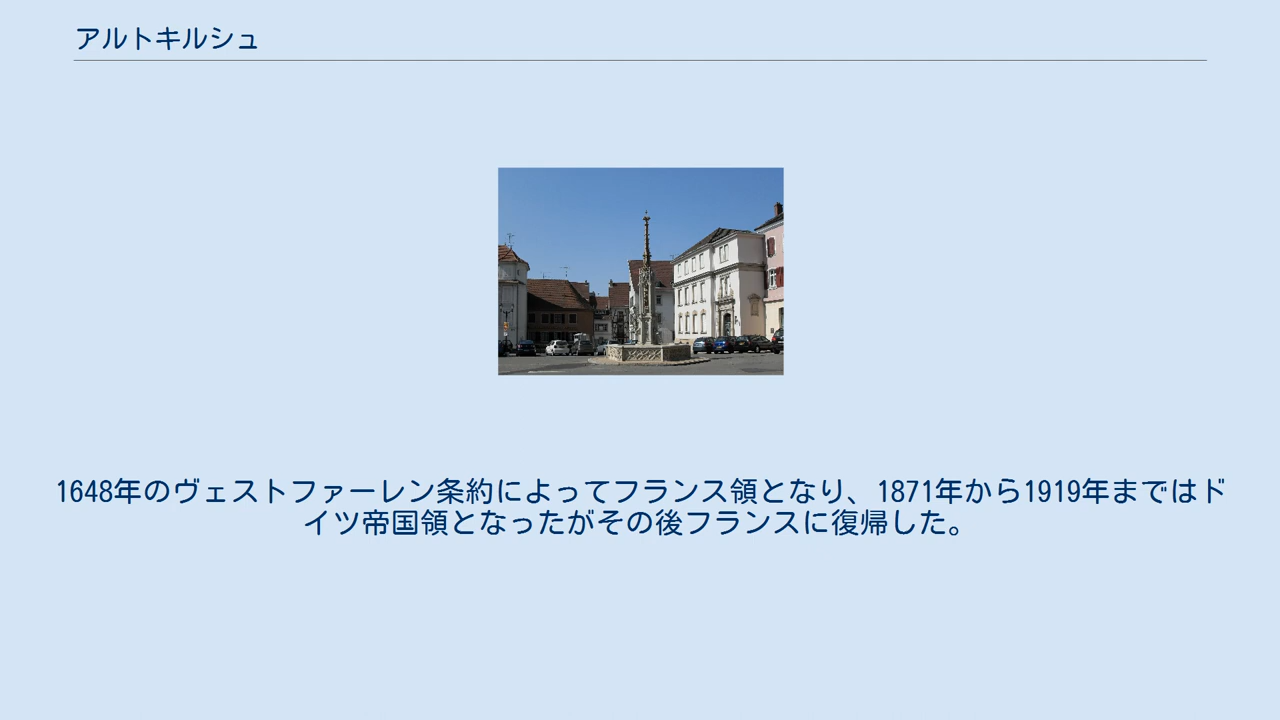 アルトキルシュ
1648年のヴェストファーレン条約によってフランス領となり、1871年から1919年まではド
イツ帝国領となったがその後フランスに復帰した。